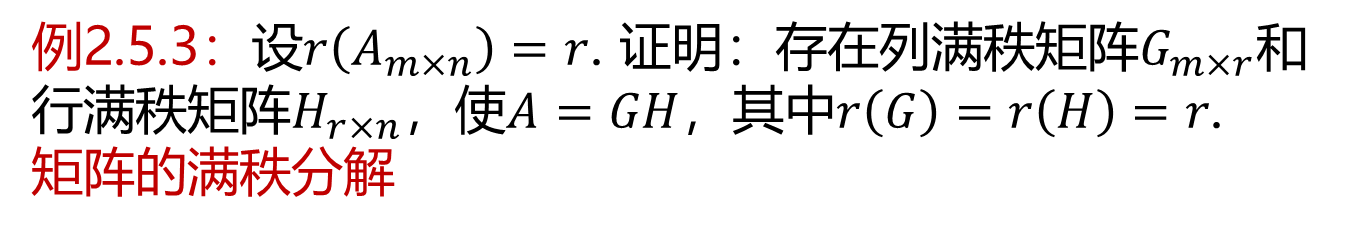 例2.5.3：设r(A_{m×n}) = r. 证明：存在列满秩矩阵G_{m×r}和
行满秩矩阵H_{r×n}，使A = GH，其中r(G) = r(H) = r.
矩阵的满秩分解